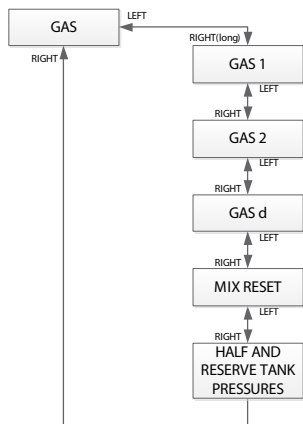 GAS
LEFT
RIGHT
RIGHT(long)
GAS 1
LEFT
RIGHT
GAS 2
LEFT
RIGHT
GAS d
LEFT
RIGHT
MIX RESET
LEFT
RIGHT
HALF AND
RESERVE TANK
PRESSURES